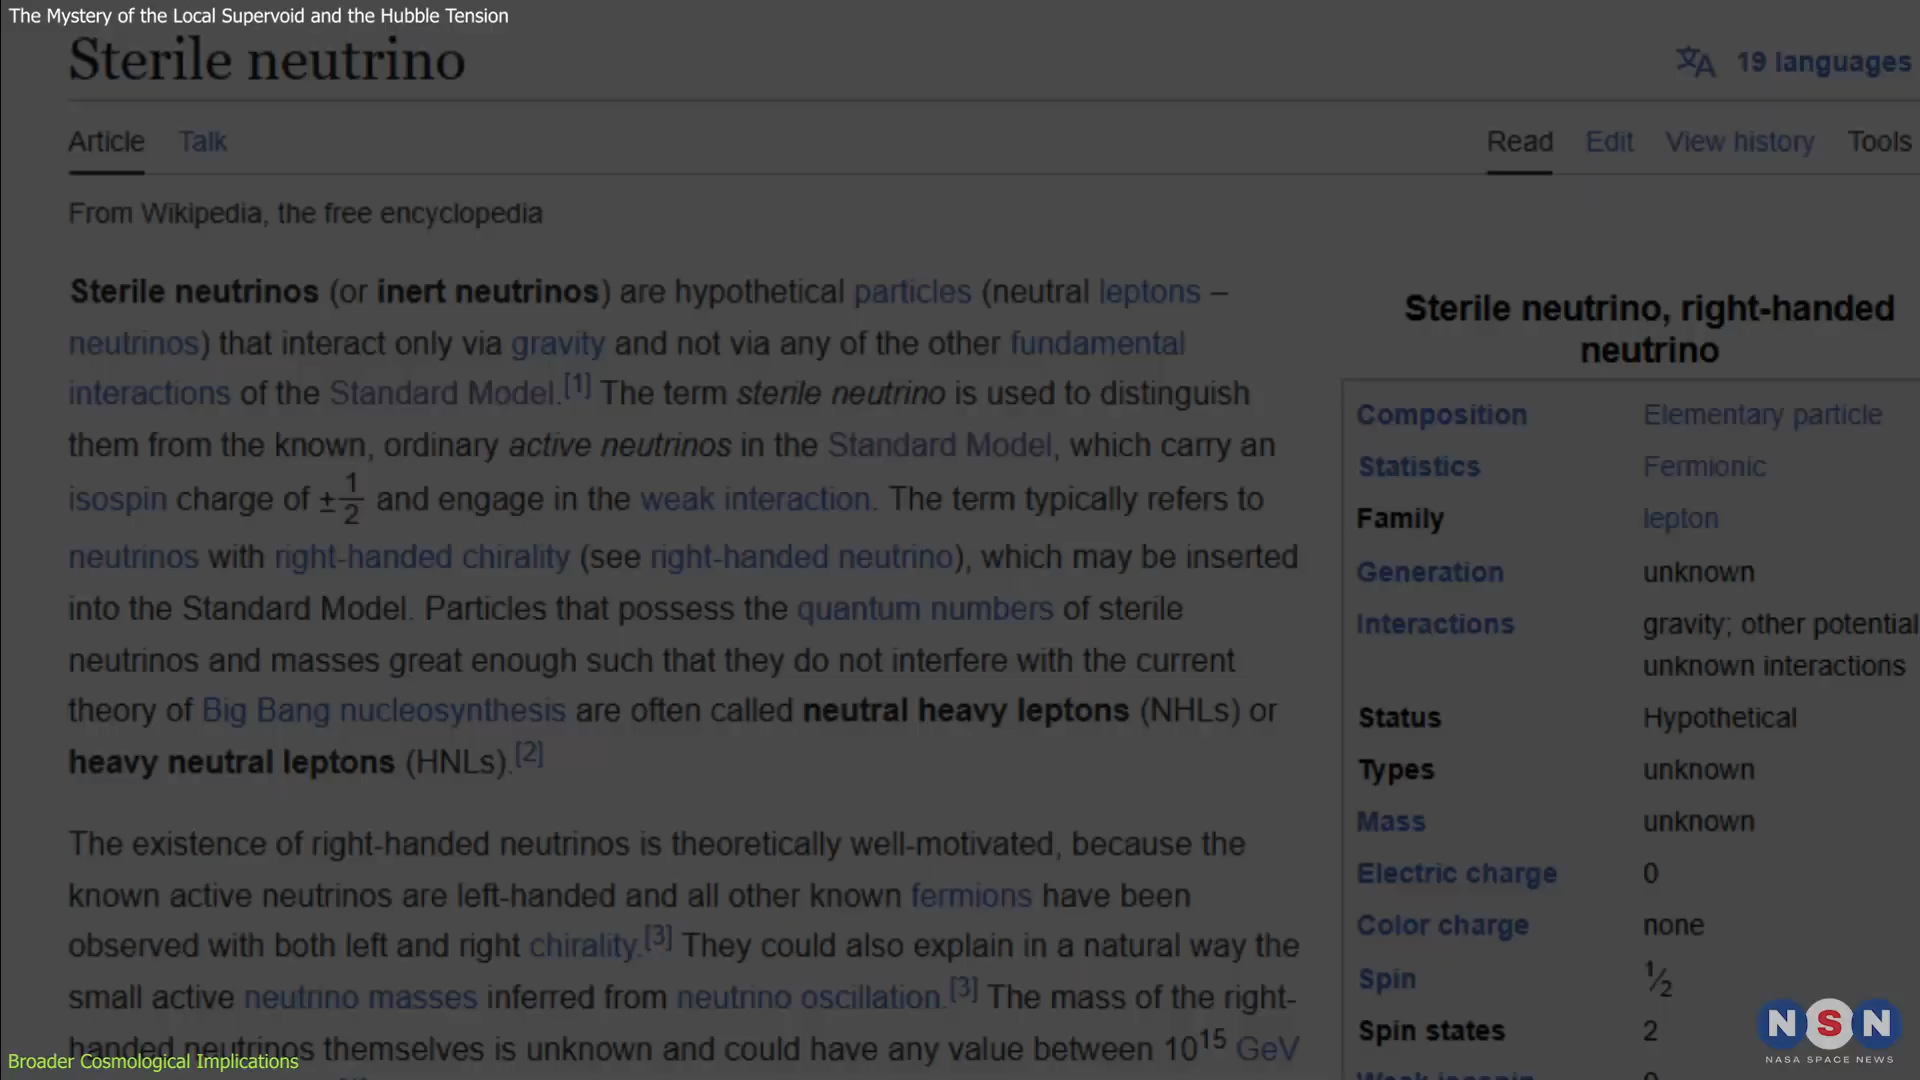 The Mystery of the Local Supervoid and the Hubble Tension
Sterile neutrino
19 languages
Article Talk
Read Edit View history Tools
From Wikipedia, the free encyclopedia
Sterile neutrinos (or inert neutrinos) are hypothetical particles (neutral leptons –
neutrinos) that interact only via gravity and not via any of the other fundamental
interactions of the Standard Model.[1] The term sterile neutrino is used to distinguish
them from the known, ordinary active neutrinos in the Standard Model, which carry an
isospin charge of ±1/2 and engage in the weak interaction. The term typically refers to
neutrinos with right-handed chirality (see right-handed neutrino), which may be inserted
into the Standard Model. Particles that possess the quantum numbers of sterile
neutrinos and masses great enough such that they do not interfere with the current
theory of Big Bang nucleosynthesis are often called neutral heavy leptons (NHLs) or
heavy neutral leptons (HNLs).[2]
The existence of right-handed neutrinos is theoretically well-motivated, because the
known active neutrinos are left-handed and all other known fermions have been
observed with both left and right chirality.[3] They could also explain in a natural way the
small active neutrino masses inferred from neutrino oscillation.[3] The mass of the right-
handed neutrinos themselves is unknown and could have any value between 10¹⁵ GeV
Sterile neutrino, right-handed
neutrino
Composition Elementary particle
Statistics Fermionic
Family lepton
Generation unknown
Interactions gravity; other potential
unknown interactions
Status Hypothetical
Types unknown
Mass unknown
Electric charge 0
Color charge none
Spin ½
Spin states 2
Broader Cosmological Implications
NSN
NASA SPACE NEWS